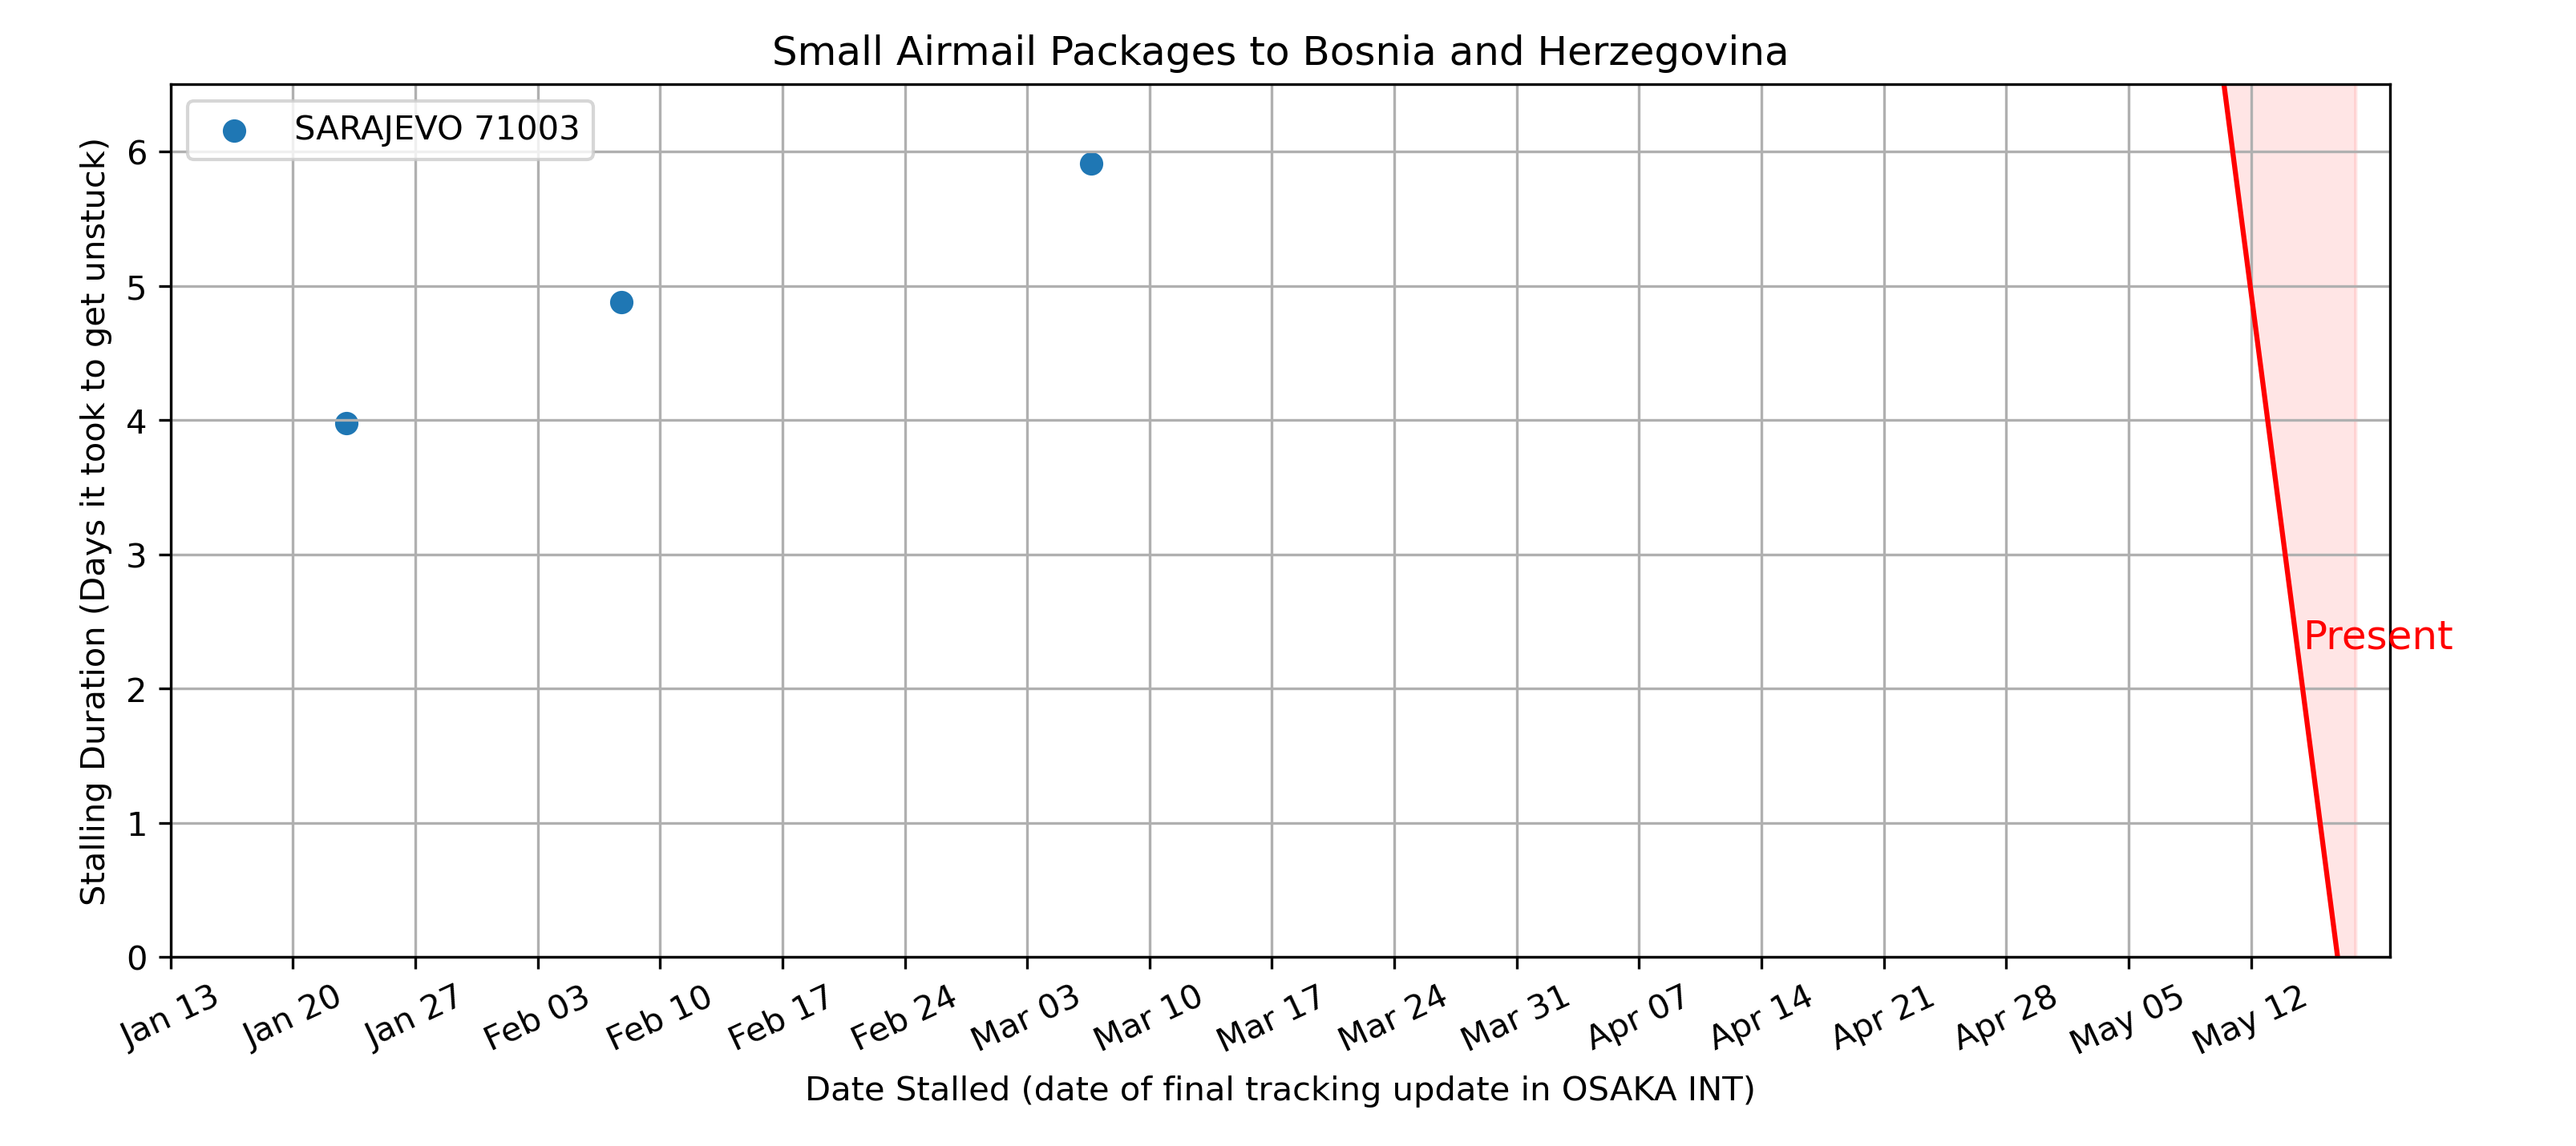 Small Airmail Packages to Bosnia and Herzegovina
SARAJEVO 71003
Stalling Duration (Days it took to get unstuck)
6
5
4
3
2
1
0
Present
Jan 13
Jan 20
Jan 27
Feb 03
Feb 10
Feb 17
Feb 24
Mar 03
Mar 10
Mar 17
Mar 24
Mar 31
Apr 07
Apr 14
Apr 21
Apr 28
May 05
May 12
Date Stalled (date of final tracking update in OSAKA INT)